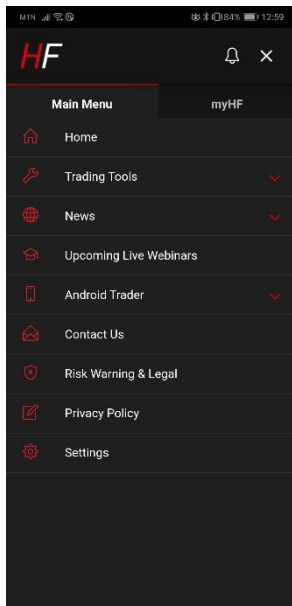 MTN 84% 12:59
HF
Main Menu myHF
Home
Trading Tools
News
Upcoming Live Webinars
Android Trader
Contact Us
Risk Warning & Legal
Privacy Policy
Settings